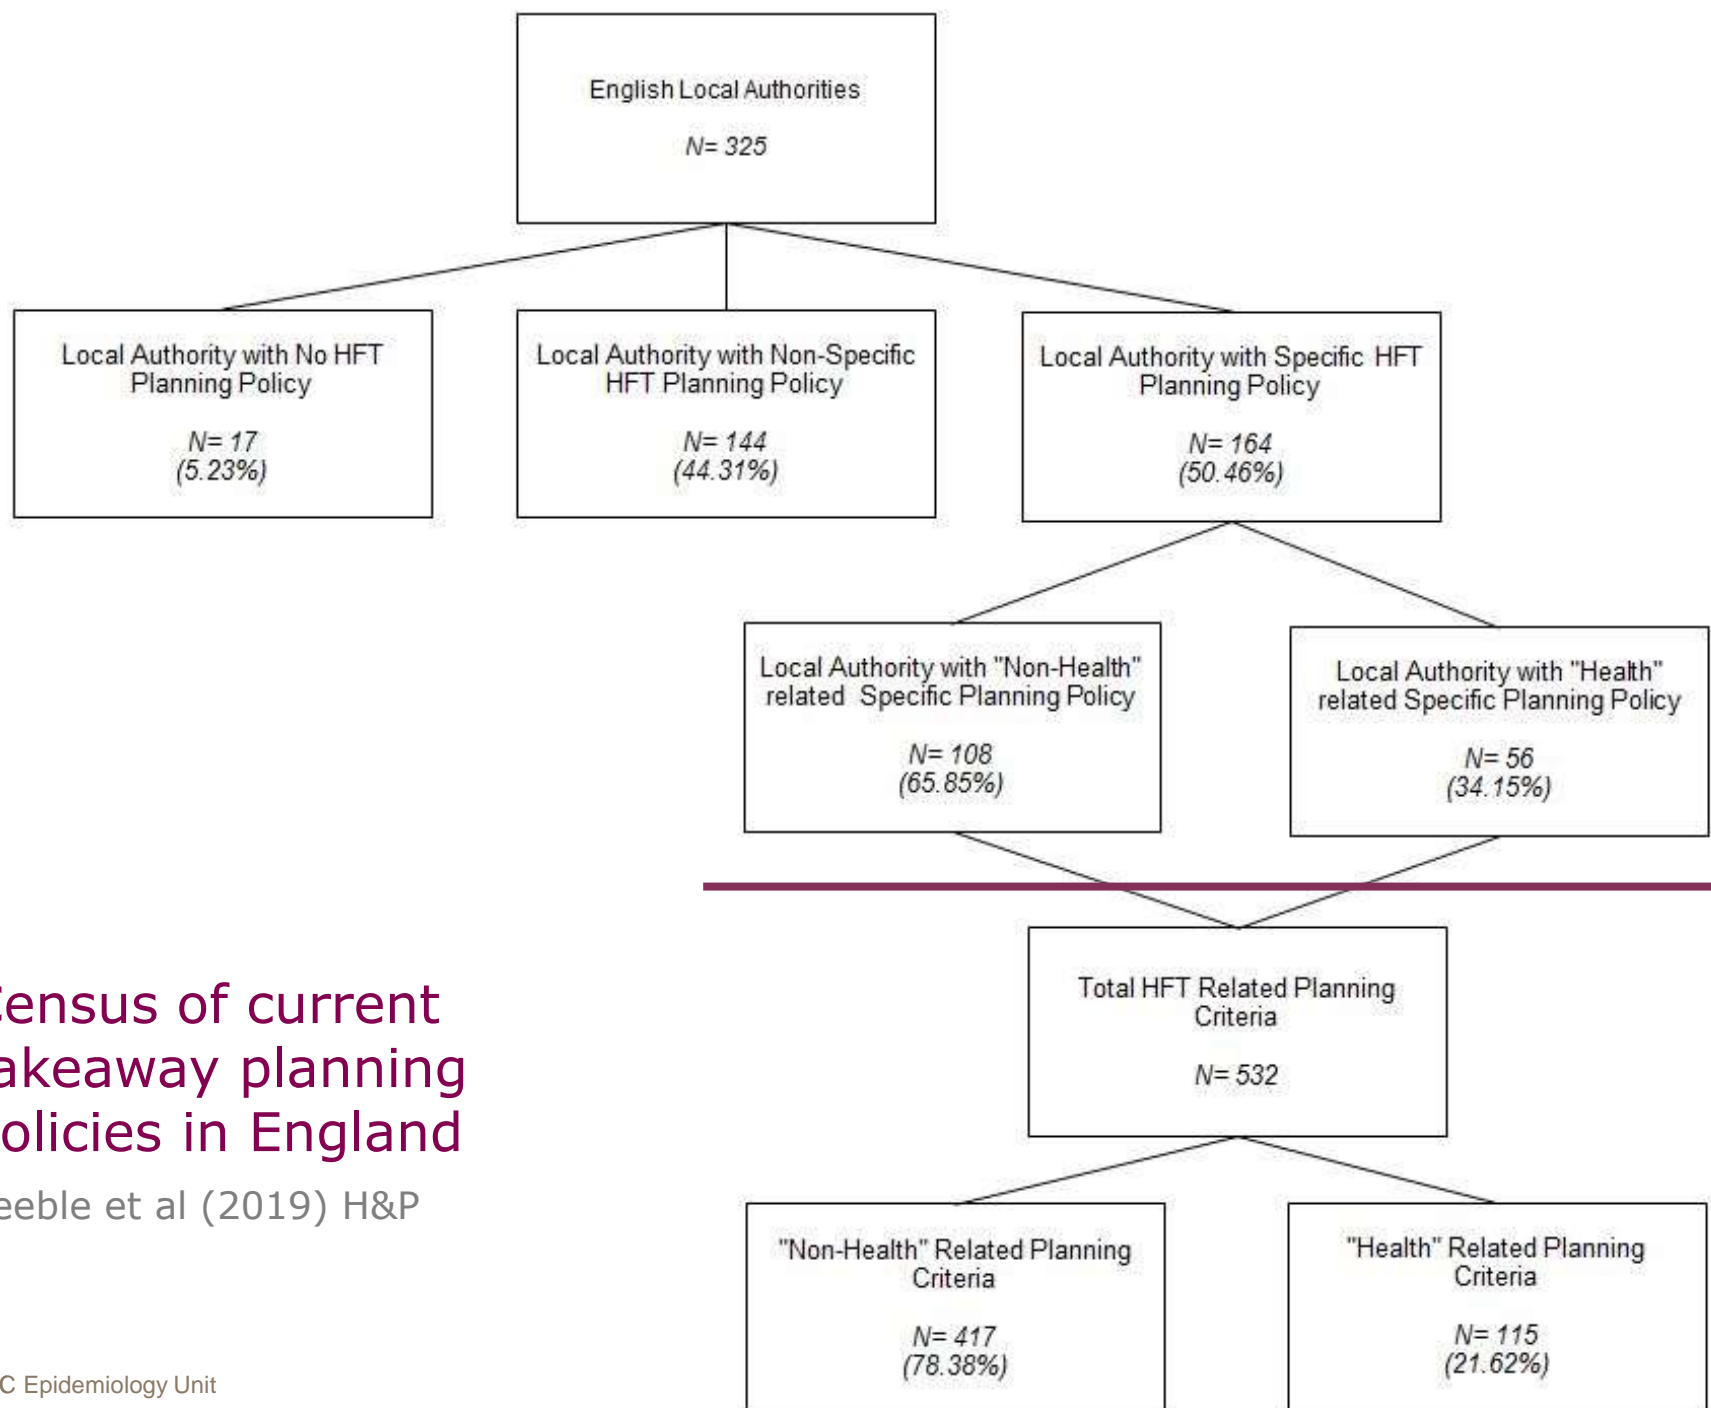 English Local Authorities
N= 325
Local Authority with No HFT
Planning Policy
N= 17
(5.23%)
Local Authority with Non-Specific
HFT Planning Policy
N= 144
(44.31%)
Local Authority with Specific HFT
Planning Policy
N= 164
(50.46%)
Local Authority with "Non-Health"
related Specific Planning Policy
N= 108
(65.85%)
Local Authority with "Health"
related Specific Planning Policy
N= 56
(34.15%)
Total HFT Related Planning
Criteria
N= 532
"Non-Health" Related Planning
Criteria
N= 417
(78.38%)
"Health" Related Planning
Criteria
N= 115
(21.62%)
Census of current
akeaway planning
olicies in England
eeble et al (2019) H&P
C Epidemiology Unit